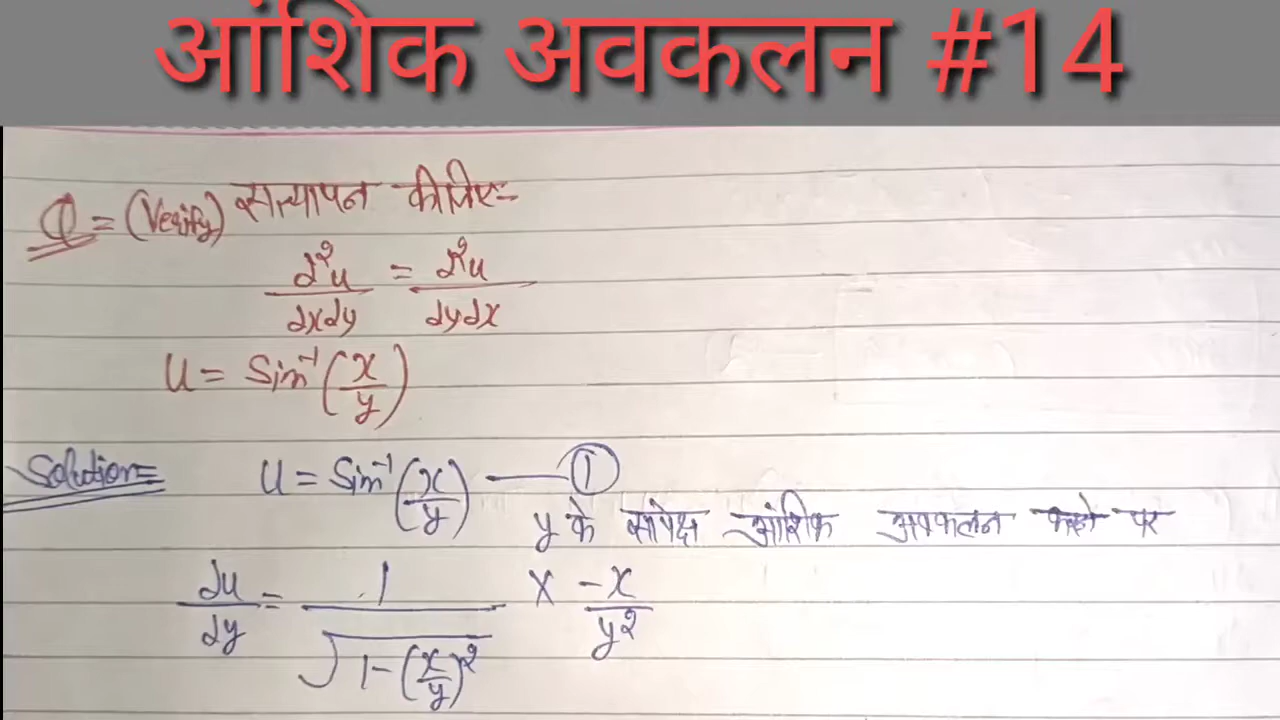 आंशिक अवकलन #14
Q = (Verify) सत्यापन कीजिए-
∂²u/∂x∂y = ∂²u/∂y∂x
u = Sin⁻¹(x/y)
Solution= u = Sin⁻¹(x/y) —— ①
y के सापेक्ष आंशिक अवकलन करने पर
∂u/∂y = 1/√(1-(x/y)²) × -x/y²